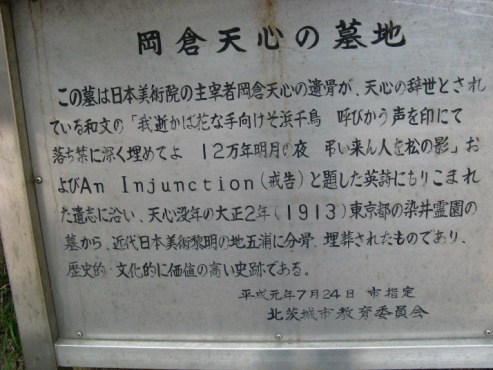 岡倉天心の墓地
この墓は日本美術院の主宰者岡倉天心の遺骨が、天心の辞世とされ
ている和文の「我逝かば花な手向けそ浜千鳥 呼びかう声を印にて
落ち葉に深く埋めてよ 12万年明月の夜 弔い来ん人を松の影」お
よびAn Injunction(戒告)と題した英詩にもりこまれ
た遺志に沿い、天心没年の大正2年(1913)東京都の染井霊園の
墓から、近代日本美術黎明の地五浦に分骨、埋葬されたものであり、
歴史的・文化的に価値の高い史跡である。
平成元年7月24日 市指定
北茨城市教育委員会